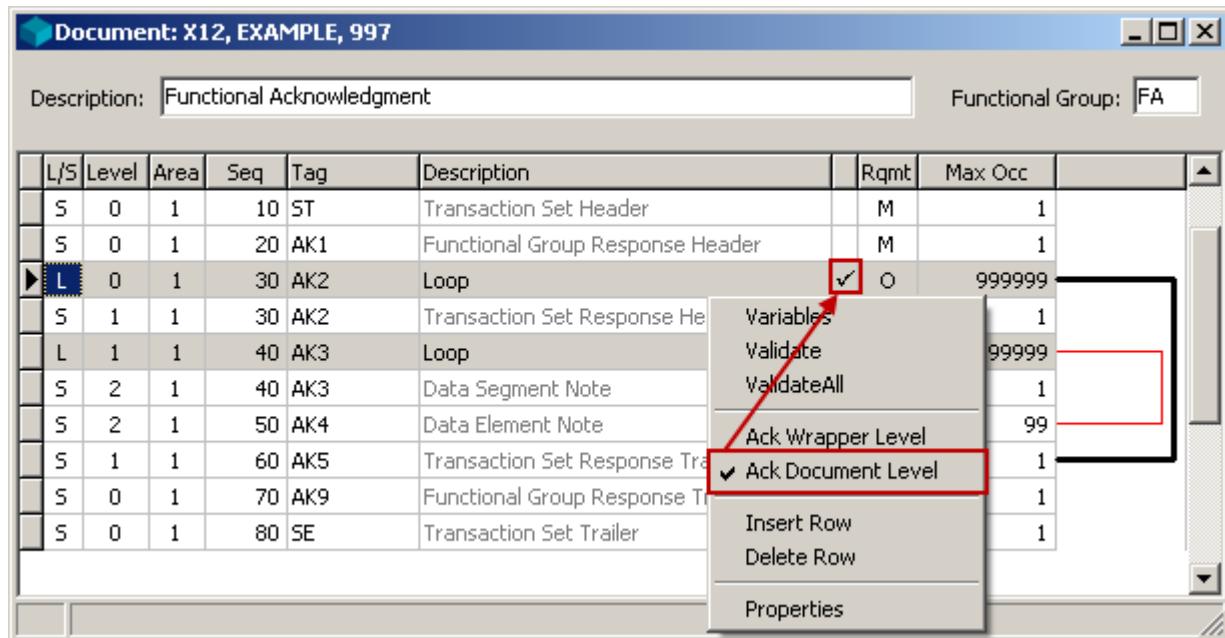 Document: X12, EXAMPLE, 997
Description: Functional Acknowledgment Functional Group: FA
L/S Level Area Seq Tag Description Rqmt Max Occ
S 0 1 10 ST Transaction Set Header M 1
S 0 1 20 AK1 Functional Group Response Header M 1
L 0 1 30 AK2 Loop ✓ O 999999
S 1 1 30 AK2 Transaction Set Response He 1
L 1 1 40 AK3 Loop 99999
S 2 1 40 AK3 Data Segment Note 1
S 2 1 50 AK4 Data Element Note 99
S 1 1 60 AK5 Transaction Set Response Tra 1
S 0 1 70 AK9 Functional Group Response T 1
S 0 1 80 SE Transaction Set Trailer 1
Variables
Validate
ValidateAll
Ack Wrapper Level
✓ Ack Document Level
Insert Row
Delete Row
Properties